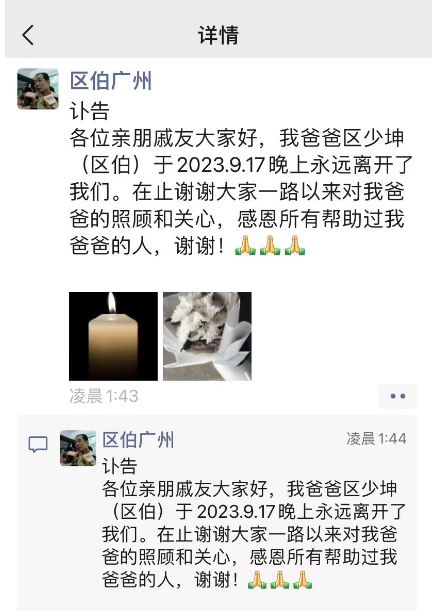 详情
区伯广州
讣告
各位亲朋戚友大家好，我爸爸区少坤
（区伯）于2023.9.17晚上永远离开了
我们。在止谢谢大家一路以来对我爸
爸的照顾和关心，感恩所有帮助过我
爸爸的人，谢谢！🙏🙏🙏
凌晨1:43
区伯广州
凌晨1:44
讣告
各位亲朋戚友大家好，我爸爸区少坤
（区伯）于2023.9.17晚上永远离开了
我们。在止谢谢大家一路以来对我爸
爸的照顾和关心，感恩所有帮助过我
爸爸的人，谢谢！🙏🙏🙏